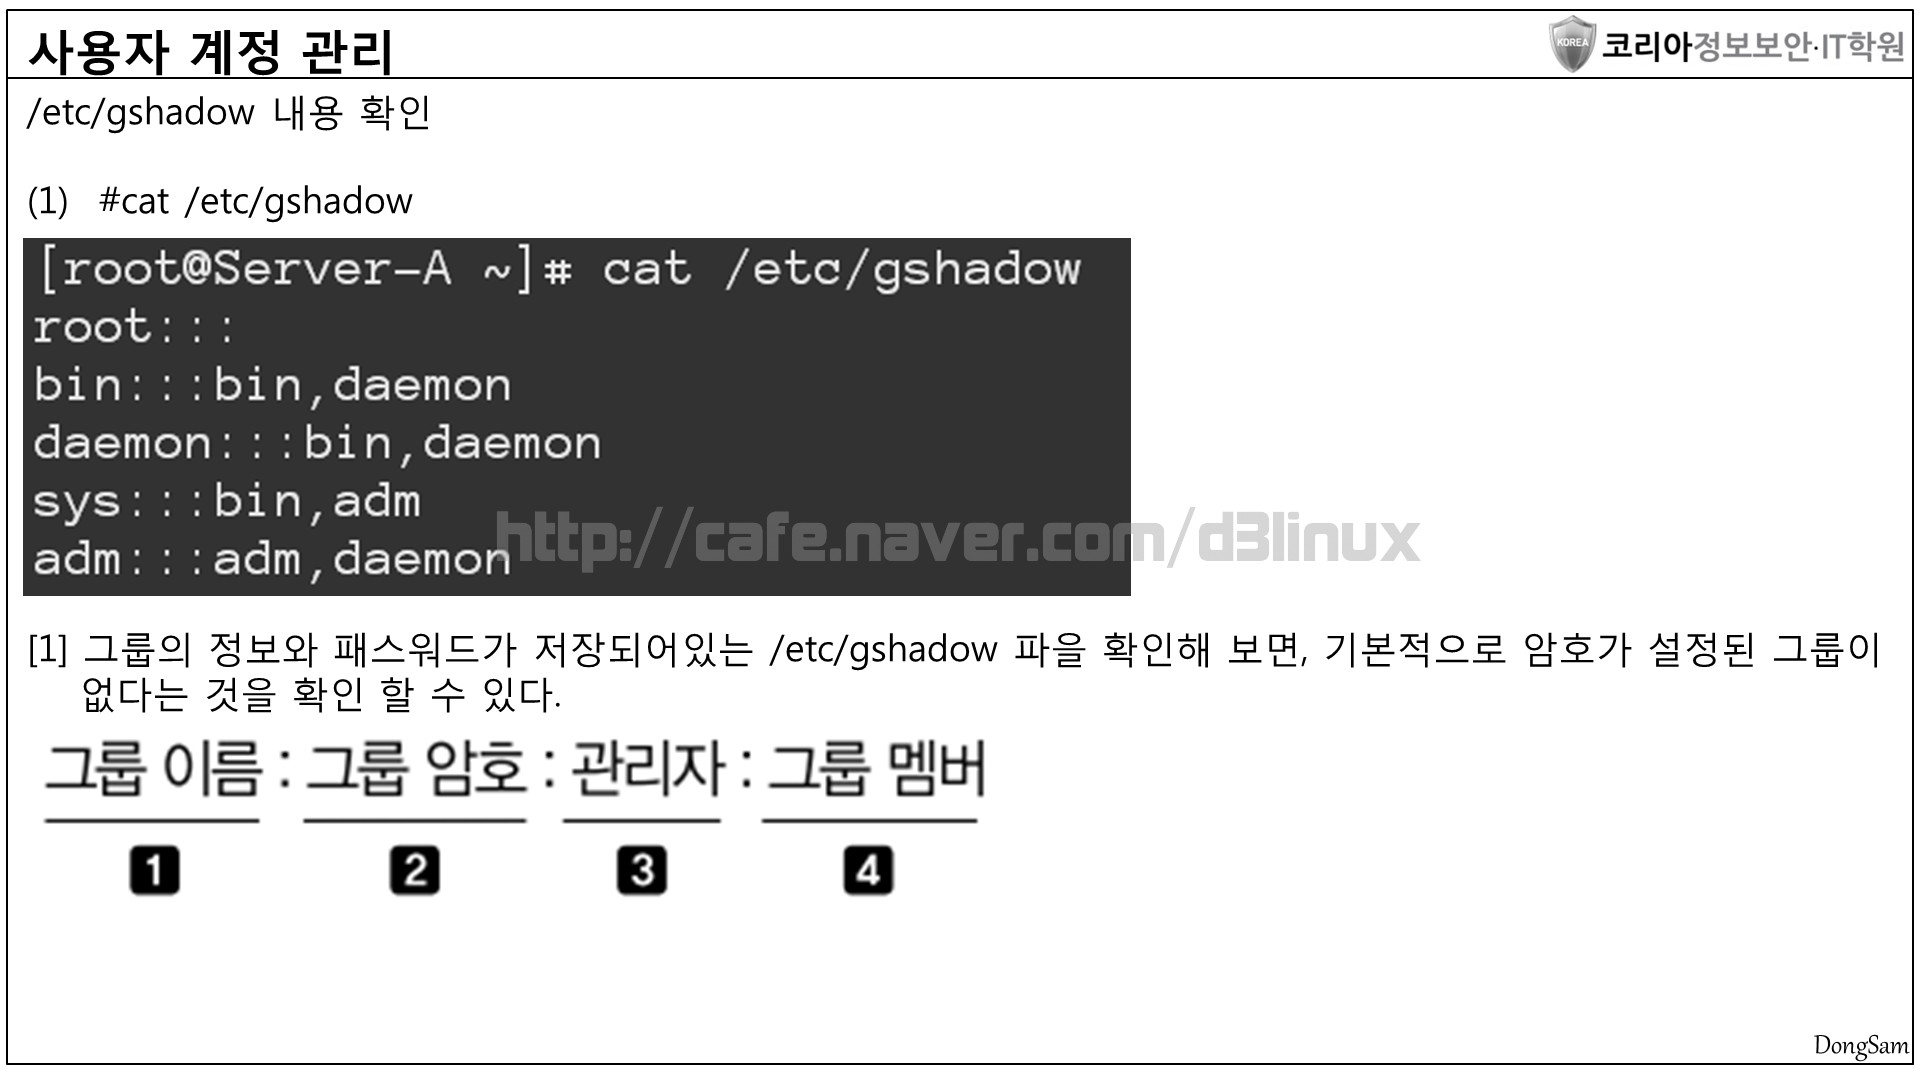 사용자 계정 관리
KOREA
코리아정보보안·IT학원
/etc/gshadow 내용 확인
(1) #cat /etc/gshadow
[root@Server-A ~]# cat /etc/gshadow
root:::
bin:::bin,daemon
daemon:::bin,daemon
sys:::bin,adm
adm:::adm,daemon
http://cafe.naver.com/d3linux
[1] 그룹의 정보와 패스워드가 저장되어있는 /etc/gshadow 파을 확인해 보면, 기본적으로 암호가 설정된 그룹이
없다는 것을 확인 할 수 있다.
그룹 이름 : 그룹 암호 : 관리자 : 그룹 멤버
1 2 3 4
DongSam